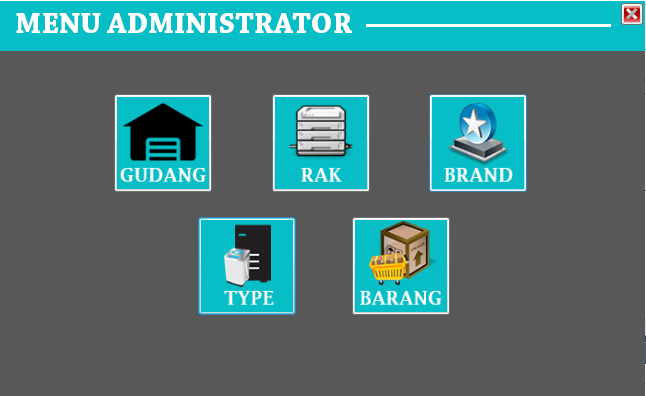 MENU ADMINISTRATOR
GUDANG
RAK
BRAND
TYPE
BARANG